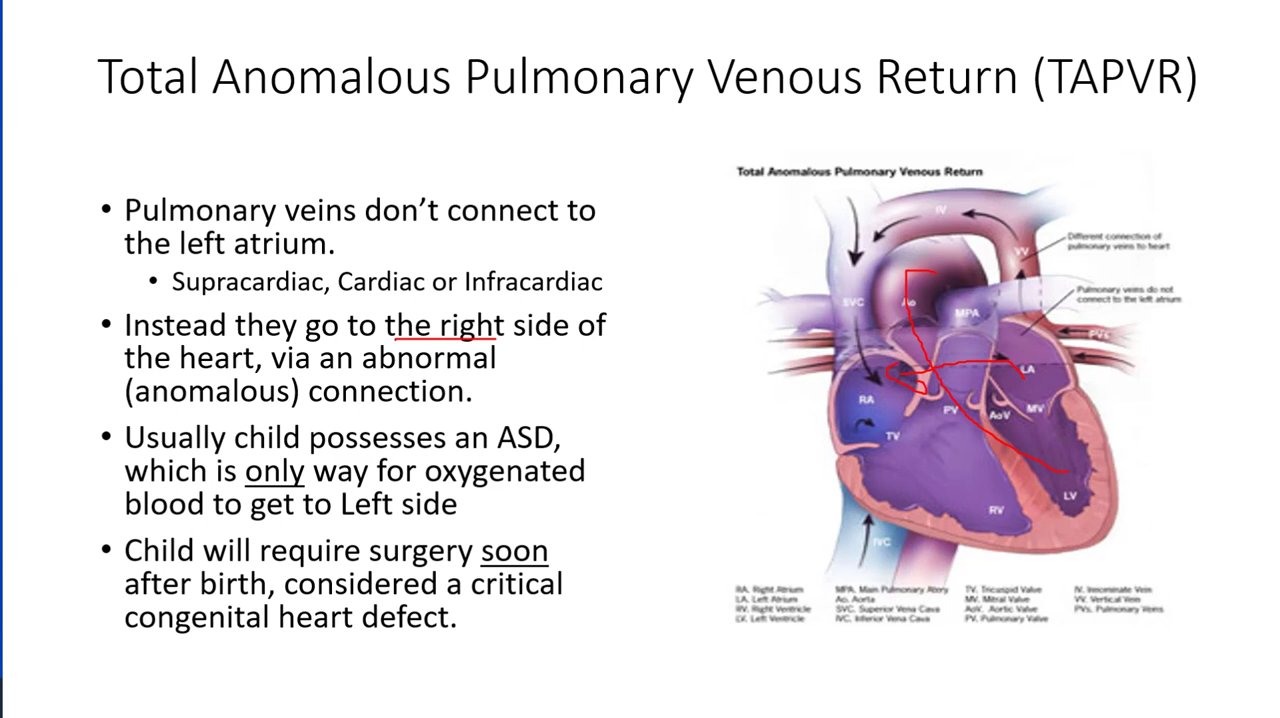 Total Anomalous Pulmonary Venous Return (TAPVR)
• Pulmonary veins don’t connect to
the left atrium.
• Supracardiac, Cardiac or Infracardiac
• Instead they go to the right side of
the heart, via an abnormal
(anomalous) connection.
• Usually child possesses an ASD,
which is only way for oxygenated
blood to get to Left side
• Child will require surgery soon
after birth, considered a critical
congenital heart defect.
Total Anomalous Pulmonary Venous Return
IV
Different connection of
pulmonary veins to heart
VV
Pulmonary veins do not
connect to the left atrium
SVC
Ao
MPA
PVs
LA
RA
PV
AoV
MV
TV
LV
RV
IVC
RA. Right Atrium
LA. Left Atrium
RV. Right Ventricle
LV. Left Ventricle
MPA. Main Pulmonary Atery
Ao. Aorta
SVC. Superior Vena Cava
IVC. Inferior Vena Cava
TV. Tricuspid Valve
MV. Mitral Valve
AoV. Aortic Valve
PV. Pulmonary Valve
IV. Innominate Vein
VV. Vertical Vein
PVs. Pulmonary Veins